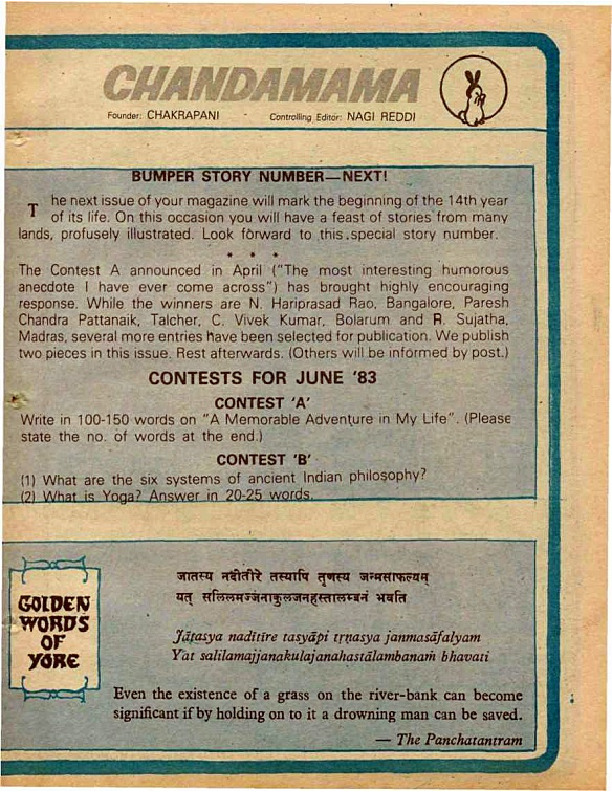 CHANDAMAMA
Founder: CHAKRAPANI
Controlling Editor: NAGI REDDI
BUMPER STORY NUMBER—NEXT!
The next issue of your magazine will mark the beginning of the 14th year
of its life. On this occasion you will have a feast of stories from many
lands, profusely illustrated. Look forward to this special story number.
* * *
The Contest A announced in April ("The most interesting humorous
anecdote I have ever come across") has brought highly encouraging
response. While the winners are N. Hariprasad Rao, Bangalore, Paresh
Chandra Pattanaik, Talcher, C. Vivek Kumar, Bolarum and R. Sujatha,
Madras, several more entries have been selected for publication. We publish
two pieces in this issue. Rest afterwards. (Others will be informed by post.)
CONTESTS FOR JUNE '83
CONTEST 'A'
Write in 100-150 words on "A Memorable Adventure in My Life". (Please
state the no. of words at the end.)
CONTEST 'B'
(1) What are the six systems of ancient Indian philosophy?
(2) What is Yoga? Answer in 20-25 words.
GOLDEN
WORDS
OF
YORE
जातस्य नदीतीरे तस्यापि तृणस्य जन्मसाफल्यम्
यत् सलिलमज्जनाकुलजनहस्तालम्बनं भवति
Jātasya nadītīre tasyāpi tṛṇasya janmasāfalyam
Yat salilamajjanakulajanahastālambanaṁ bhavati
Even the existence of a grass on the river-bank can become
significant if by holding on to it a drowning man can be saved.
— The Panchatantram